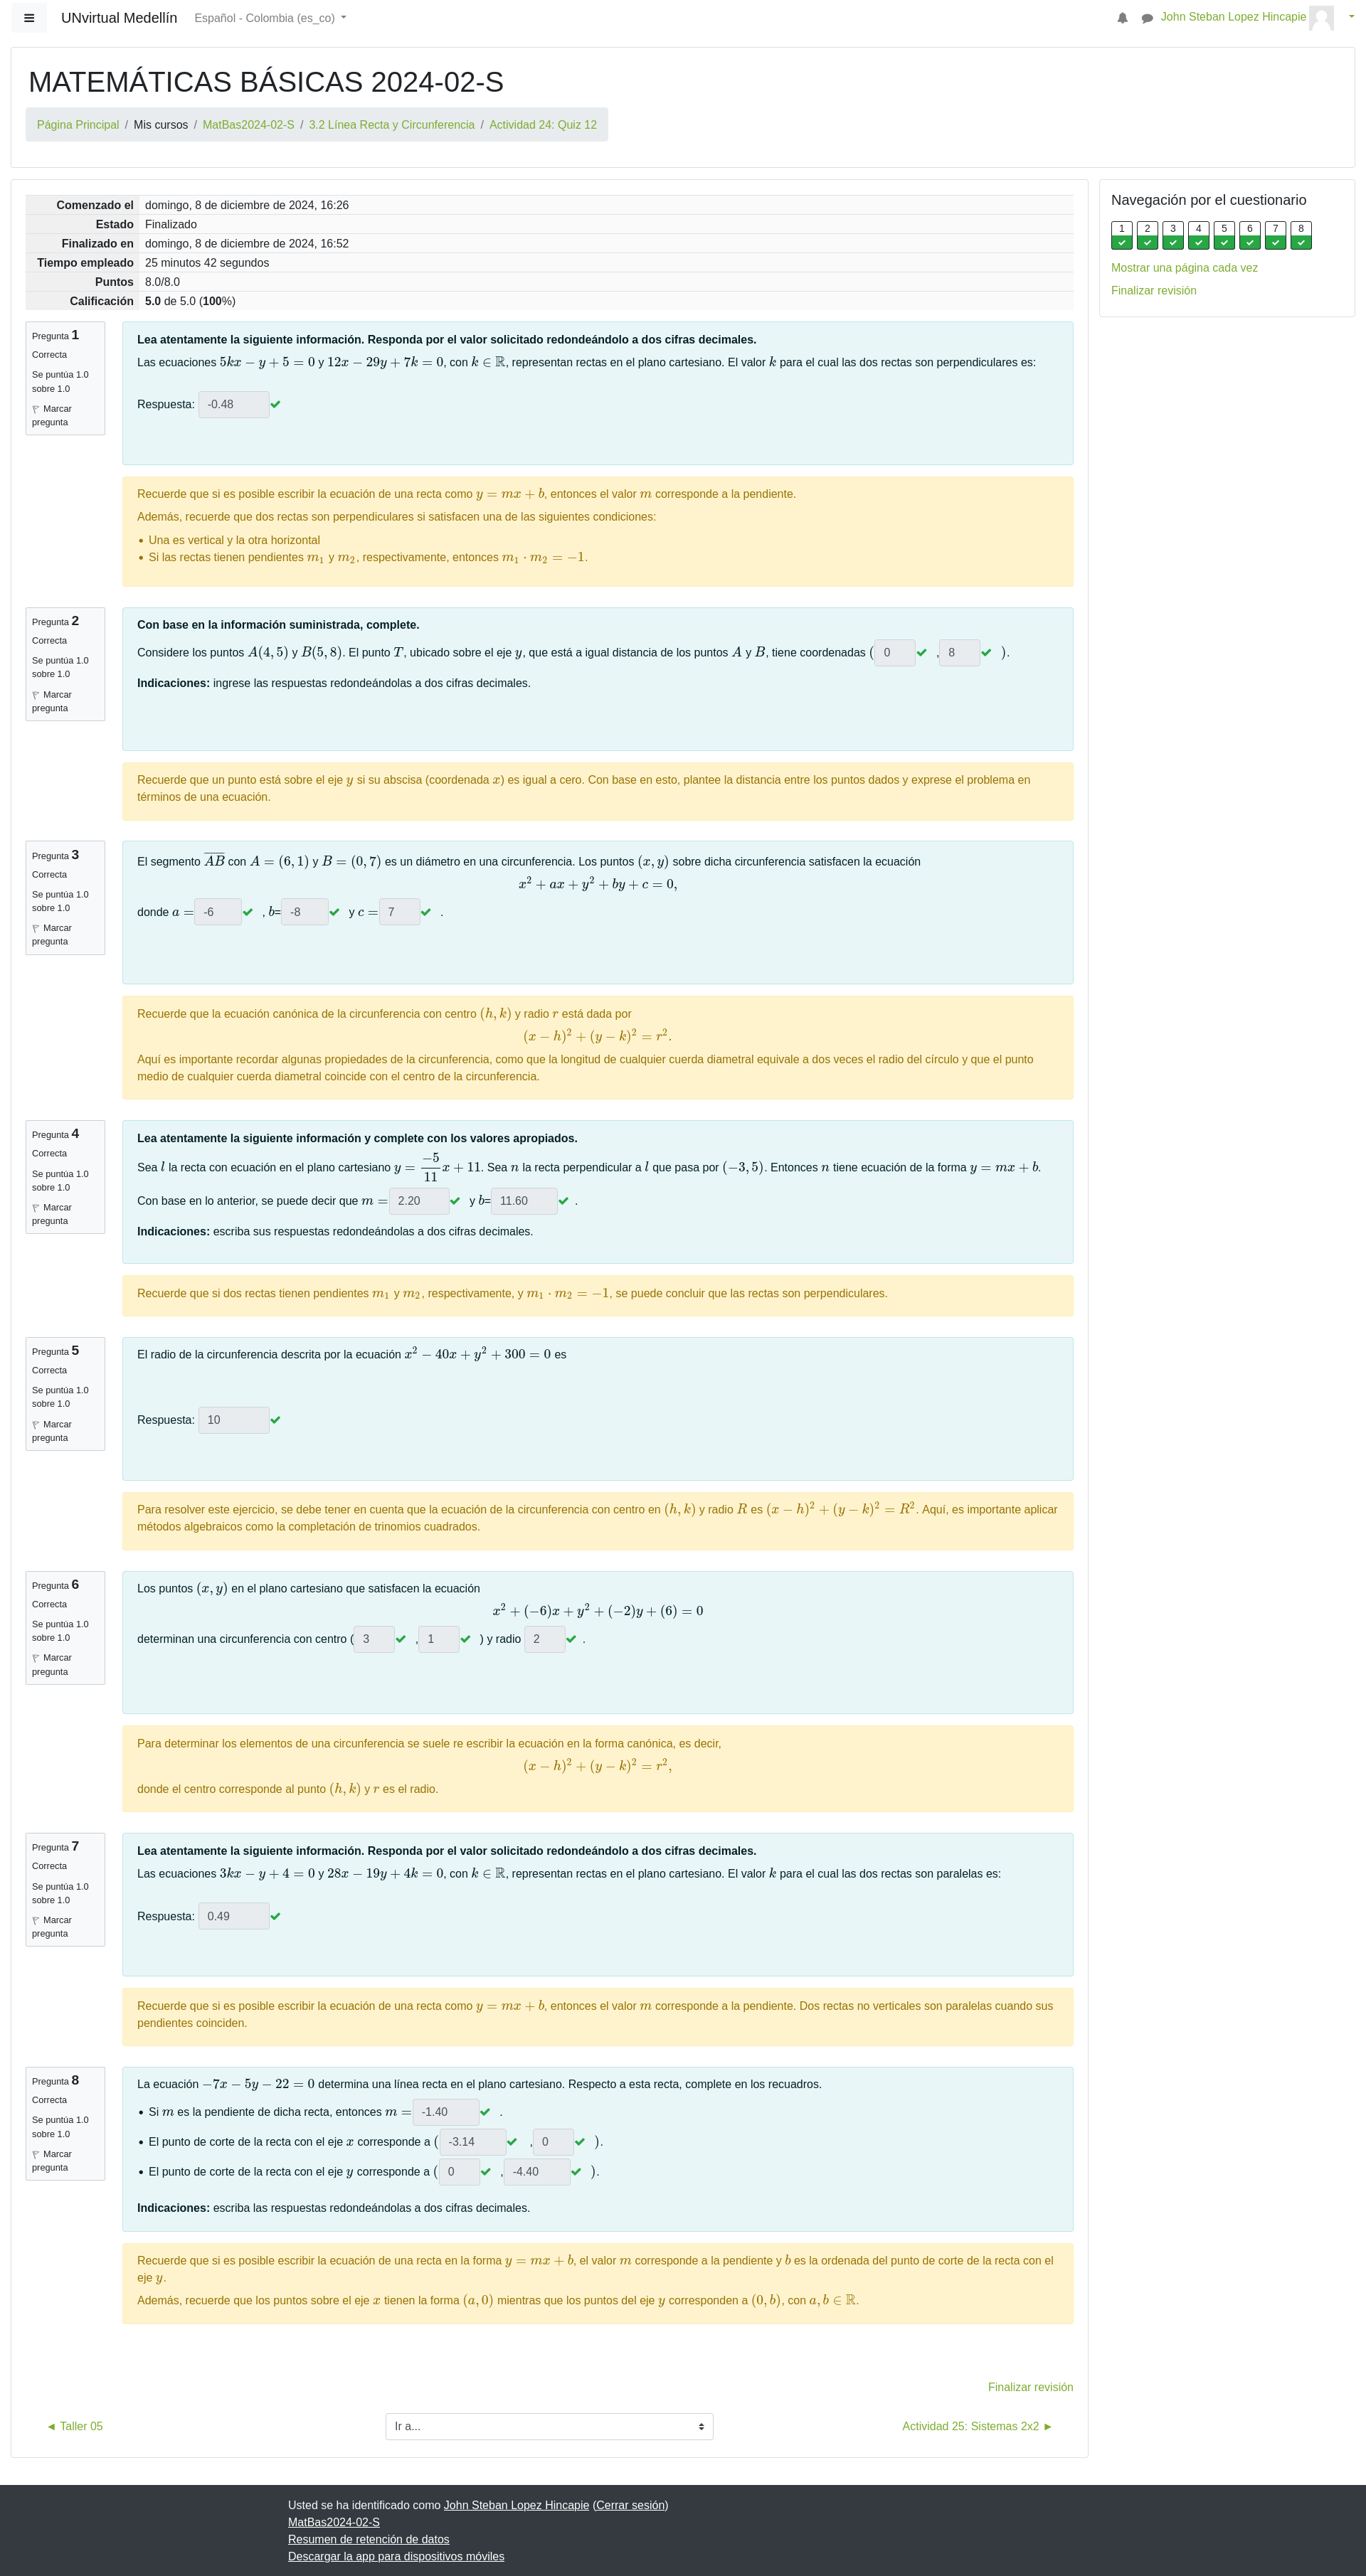 UNvirtual Medellín Español - Colombia (es_co) John Steban Lopez Hincapie
MATEMÁTICAS BÁSICAS 2024-02-S
Página Principal / Mis cursos / MatBas2024-02-S / 3.2 Línea Recta y Circunferencia / Actividad 24: Quiz 12
Comenzado el domingo, 8 de diciembre de 2024, 16:26
Estado Finalizado
Finalizado en domingo, 8 de diciembre de 2024, 16:52
Tiempo empleado 25 minutos 42 segundos
Puntos 8.0/8.0
Calificación 5.0 de 5.0 (100%)
Navegación por el cuestionario
1 2 3 4 5 6 7 8
Mostrar una página cada vez
Finalizar revisión
Pregunta 1
Correcta
Se puntúa 1.0
sobre 1.0
Marcar
pregunta
Lea atentamente la siguiente información. Responda por el valor solicitado redondeándolo a dos cifras decimales.
Las ecuaciones 5kx − y + 5 = 0 y 12x − 29y + 7k = 0, con k ∈ ℝ, representan rectas en el plano cartesiano. El valor k para el cual las dos rectas son perpendiculares es:
Respuesta: -0.48
Recuerde que si es posible escribir la ecuación de una recta como y = mx + b, entonces el valor m corresponde a la pendiente.
Además, recuerde que dos rectas son perpendiculares si satisfacen una de las siguientes condiciones:
• Una es vertical y la otra horizontal
• Si las rectas tienen pendientes m₁ y m₂, respectivamente, entonces m₁ · m₂ = −1.
Pregunta 2
Correcta
Se puntúa 1.0
sobre 1.0
Marcar
pregunta
Con base en la información suministrada, complete.
Considere los puntos A(4, 5) y B(5, 8). El punto T, ubicado sobre el eje y, que está a igual distancia de los puntos A y B, tiene coordenadas ( 0 , 8 ).
Indicaciones: ingrese las respuestas redondeándolas a dos cifras decimales.
Recuerde que un punto está sobre el eje y si su abscisa (coordenada x) es igual a cero. Con base en esto, plantee la distancia entre los puntos dados y exprese el problema en
términos de una ecuación.
Pregunta 3
Correcta
Se puntúa 1.0
sobre 1.0
Marcar
pregunta
El segmento A̅B̅ con A = (6, 1) y B = (0, 7) es un diámetro en una circunferencia. Los puntos (x, y) sobre dicha circunferencia satisfacen la ecuación
x² + ax + y² + by + c = 0,
donde a = -6 , b= -8 y c = 7 .
Recuerde que la ecuación canónica de la circunferencia con centro (h, k) y radio r está dada por
(x − h)² + (y − k)² = r².
Aquí es importante recordar algunas propiedades de la circunferencia, como que la longitud de cualquier cuerda diametral equivale a dos veces el radio del círculo y que el punto
medio de cualquier cuerda diametral coincide con el centro de la circunferencia.
Pregunta 4
Correcta
Se puntúa 1.0
sobre 1.0
Marcar
pregunta
Lea atentamente la siguiente información y complete con los valores apropiados.
Sea l la recta con ecuación en el plano cartesiano y = −5/11 x + 11. Sea n la recta perpendicular a l que pasa por (−3, 5). Entonces n tiene ecuación de la forma y = mx + b.
Con base en lo anterior, se puede decir que m = 2.20 y b= 11.60 .
Indicaciones: escriba sus respuestas redondeándolas a dos cifras decimales.
Recuerde que si dos rectas tienen pendientes m₁ y m₂, respectivamente, y m₁ · m₂ = −1, se puede concluir que las rectas son perpendiculares.
Pregunta 5
Correcta
Se puntúa 1.0
sobre 1.0
Marcar
pregunta
El radio de la circunferencia descrita por la ecuación x² − 40x + y² + 300 = 0 es
Respuesta: 10
Para resolver este ejercicio, se debe tener en cuenta que la ecuación de la circunferencia con centro en (h, k) y radio R es (x − h)² + (y − k)² = R². Aquí, es importante aplicar
métodos algebraicos como la completación de trinomios cuadrados.
Pregunta 6
Correcta
Se puntúa 1.0
sobre 1.0
Marcar
pregunta
Los puntos (x, y) en el plano cartesiano que satisfacen la ecuación
x² + (−6)x + y² + (−2)y + (6) = 0
determinan una circunferencia con centro ( 3 , 1 ) y radio 2 .
Para determinar los elementos de una circunferencia se suele re escribir la ecuación en la forma canónica, es decir,
(x − h)² + (y − k)² = r²,
donde el centro corresponde al punto (h, k) y r es el radio.
Pregunta 7
Correcta
Se puntúa 1.0
sobre 1.0
Marcar
pregunta
Lea atentamente la siguiente información. Responda por el valor solicitado redondeándolo a dos cifras decimales.
Las ecuaciones 3kx − y + 4 = 0 y 28x − 19y + 4k = 0, con k ∈ ℝ, representan rectas en el plano cartesiano. El valor k para el cual las dos rectas son paralelas es:
Respuesta: 0.49
Recuerde que si es posible escribir la ecuación de una recta como y = mx + b, entonces el valor m corresponde a la pendiente. Dos rectas no verticales son paralelas cuando sus
pendientes coinciden.
Pregunta 8
Correcta
Se puntúa 1.0
sobre 1.0
Marcar
pregunta
La ecuación −7x − 5y − 22 = 0 determina una línea recta en el plano cartesiano. Respecto a esta recta, complete en los recuadros.
• Si m es la pendiente de dicha recta, entonces m = -1.40 .
• El punto de corte de la recta con el eje x corresponde a ( -3.14 , 0 ).
• El punto de corte de la recta con el eje y corresponde a ( 0 , -4.40 ).
Indicaciones: escriba las respuestas redondeándolas a dos cifras decimales.
Recuerde que si es posible escribir la ecuación de una recta en la forma y = mx + b, el valor m corresponde a la pendiente y b es la ordenada del punto de corte de la recta con el
eje y.
Además, recuerde que los puntos sobre el eje x tienen la forma (a, 0) mientras que los puntos del eje y corresponden a (0, b), con a, b ∈ ℝ.
Finalizar revisión
◄ Taller 05 Ir a... Actividad 25: Sistemas 2x2 ►
Usted se ha identificado como John Steban Lopez Hincapie (Cerrar sesión)
MatBas2024-02-S
Resumen de retención de datos
Descargar la app para dispositivos móviles